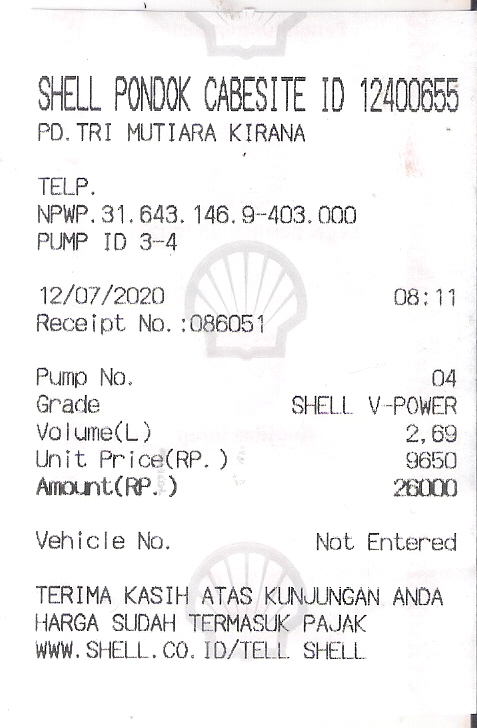 SHELL PONDOK CABESITE ID 12400655
PD.TRI MUTIARA KIRANA
TELP.
NPWP.31.643.146.9-403.000
PUMP ID 3-4
12/07/2020 08:11
Receipt No.:086051
Pump No. 04
Grade SHELL V-POWER
Volume(L) 2,69
Unit Price(RP.) 9650
Amount(RP.) 26000
Vehicle No. Not Entered
TERIMA KASIH ATAS KUNJUNGAN ANDA
HARGA SUDAH TERMASUK PAJAK
WWW.SHELL.CO.ID/TELL SHELL